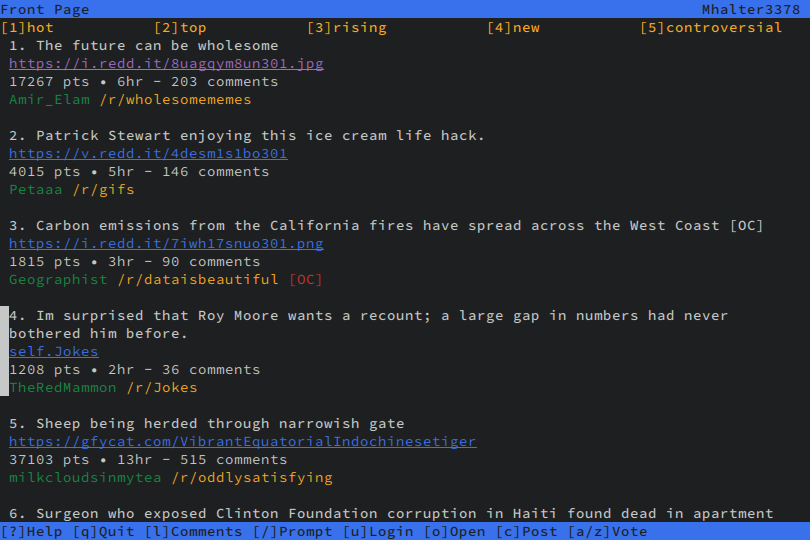 Front Page Mhalter3378
[1]hot [2]top [3]rising [4]new [5]controversial
1. The future can be wholesome
https://i.redd.it/8uagqym8un301.jpg
17267 pts • 6hr - 203 comments
Amir_Elam /r/wholesomememes
2. Patrick Stewart enjoying this ice cream life hack.
https://v.redd.it/4desm1s1bo301
4015 pts • 5hr - 146 comments
Petaaa /r/gifs
3. Carbon emissions from the California fires have spread across the West Coast [OC]
https://i.redd.it/7iwh17snuo301.png
1815 pts • 3hr - 90 comments
Geographist /r/dataisbeautiful [OC]
4. Im surprised that Roy Moore wants a recount; a large gap in numbers had never
bothered him before.
self.Jokes
1208 pts • 2hr - 36 comments
TheRedMammon /r/Jokes
5. Sheep being herded through narrowish gate
https://gfycat.com/VibrantEquatorialIndochinesetiger
37103 pts • 13hr - 515 comments
milkcloudsinmytea /r/oddlysatisfying
6. Surgeon who exposed Clinton Foundation corruption in Haiti found dead in apartment
[?]Help [q]Quit [l]Comments [/]Prompt [u]Login [o]Open [c]Post [a/z]Vote